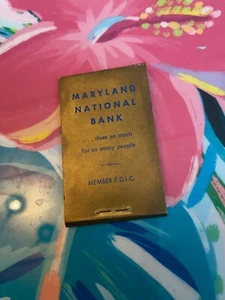 MARYLAND
NATIONAL
BANK
. . . does so much
for so many people
MEMBER F.D.I.C.